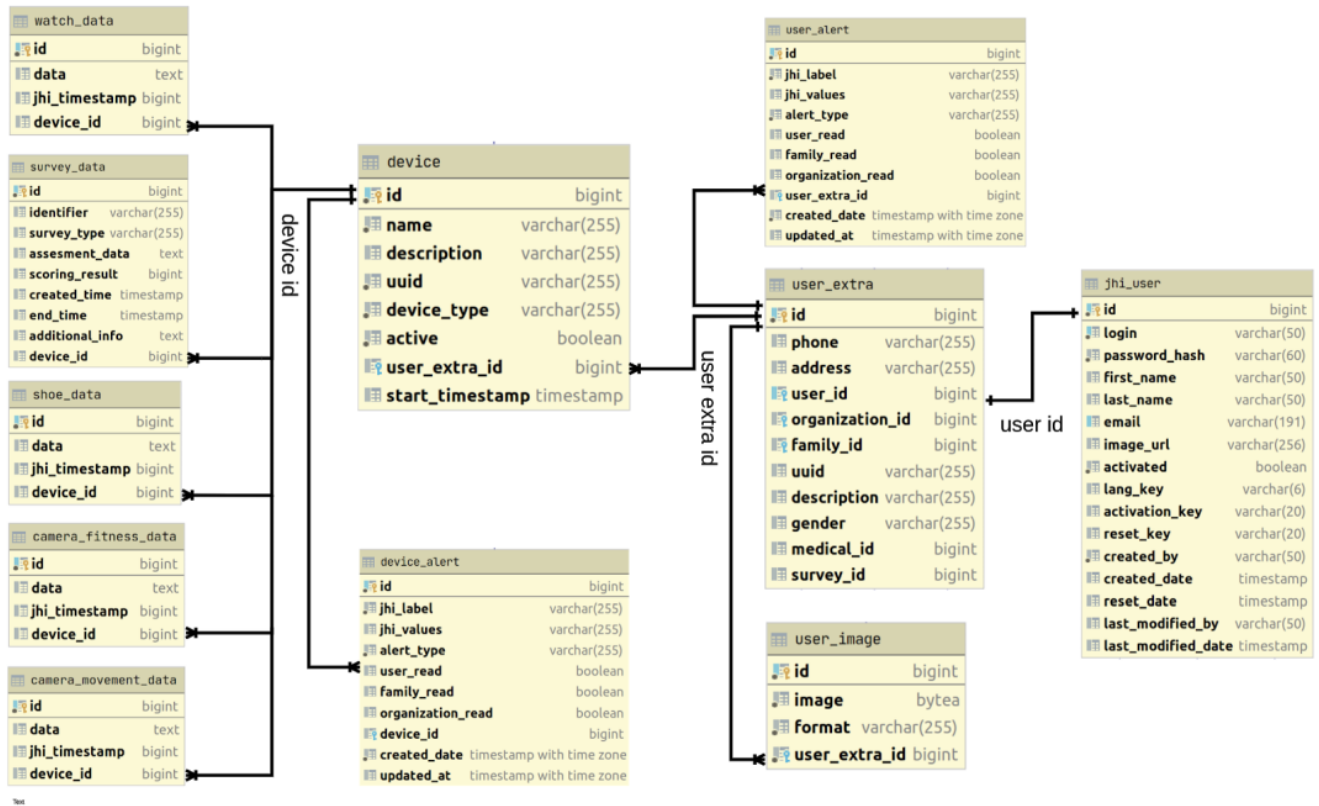 watch_data
id bigint
data text
jhi_timestamp bigint
device_id bigint
survey_data
id bigint
identifier varchar(255)
survey_type varchar(255)
assesment_data text
scoring_result bigint
created_time timestamp
end_time timestamp
additional_info text
device_id bigint
shoe_data
id bigint
data text
jhi_timestamp bigint
device_id bigint
camera_fitness_data
id bigint
data text
jhi_timestamp bigint
device_id bigint
camera_movement_data
id bigint
data text
jhi_timestamp bigint
device_id bigint
Text
device id
device
id bigint
name varchar(255)
description varchar(255)
uuid varchar(255)
device_type varchar(255)
active boolean
user_extra_id bigint
start_timestamp timestamp
device_alert
id bigint
jhi_label varchar(255)
jhi_values varchar(255)
alert_type varchar(255)
user_read boolean
family_read boolean
organization_read boolean
device_id bigint
created_date timestamp with time zone
updated_at timestamp with time zone
user extra id
user_alert
id bigint
jhi_label varchar(255)
jhi_values varchar(255)
alert_type varchar(255)
user_read boolean
family_read boolean
organization_read boolean
user_extra_id bigint
created_date timestamp with time zone
updated_at timestamp with time zone
user_extra
id bigint
phone varchar(255)
address varchar(255)
user_id bigint
organization_id bigint
family_id bigint
uuid varchar(255)
description varchar(255)
gender varchar(255)
medical_id bigint
survey_id bigint
user_image
id bigint
image bytea
format varchar(255)
user_extra_id bigint
user id
jhi_user
id bigint
login varchar(50)
password_hash varchar(60)
first_name varchar(50)
last_name varchar(50)
email varchar(191)
image_url varchar(256)
activated boolean
lang_key varchar(6)
activation_key varchar(20)
reset_key varchar(20)
created_by varchar(50)
created_date timestamp
reset_date timestamp
last_modified_by varchar(50)
last_modified_date timestamp